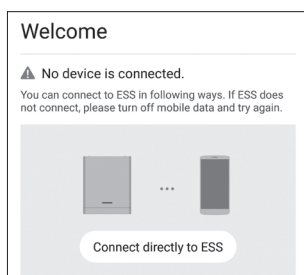 Welcome
No device is connected.
You can connect to ESS in following ways. If ESS does
not connect, please turn off mobile data and try again.
Connect directly to ESS